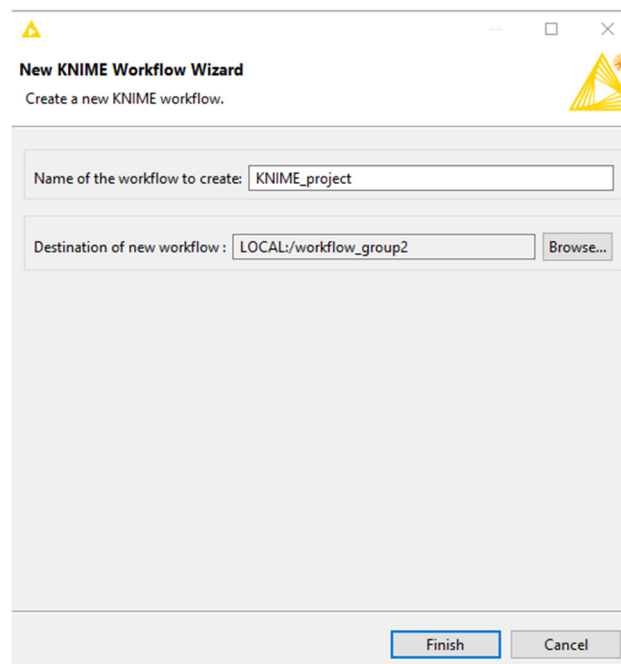 New KNIME Workflow Wizard
Create a new KNIME workflow.
Name of the workflow to create: KNIME_project
Destination of new workflow : LOCAL:/workflow_group2 Browse...
Finish Cancel